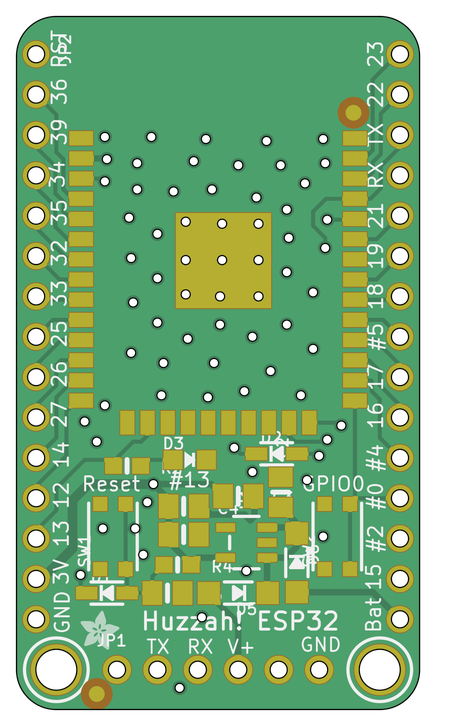 RST
JP2
36
39
34
35
32
33
25
26
27
14
12
13
3V
GND
23
22
TX
RX
21
19
18
#5
16
17
#4
#0
#2
15
Bat
D3
#13
Reset
GPIO0
SW1
R4
D5
Huzzah! ESP32
JP1
TX RX V+ GND